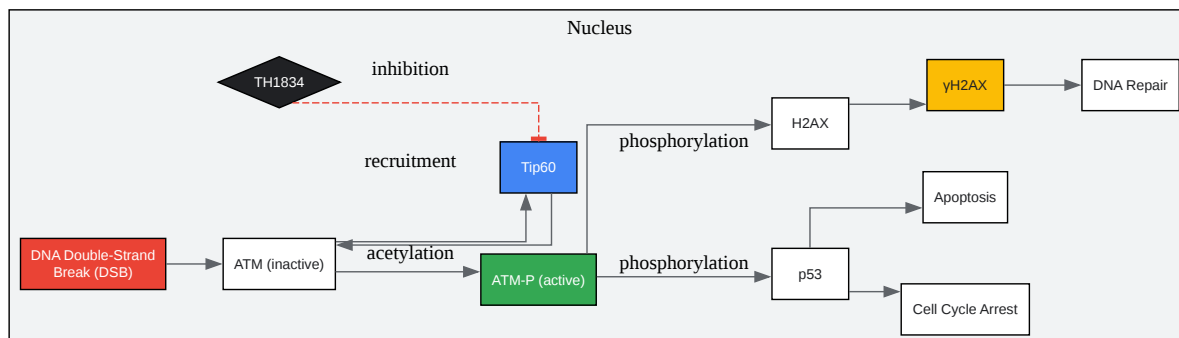 Nucleus
TH1834
inhibition
γH2AX
DNA Repair
H2AX
phosphorylation
recruitment
Tip60
Apoptosis
DNA Double-Strand
Break (DSB)
ATM (inactive)
acetylation
ATM-P (active)
phosphorylation
p53
Cell Cycle Arrest